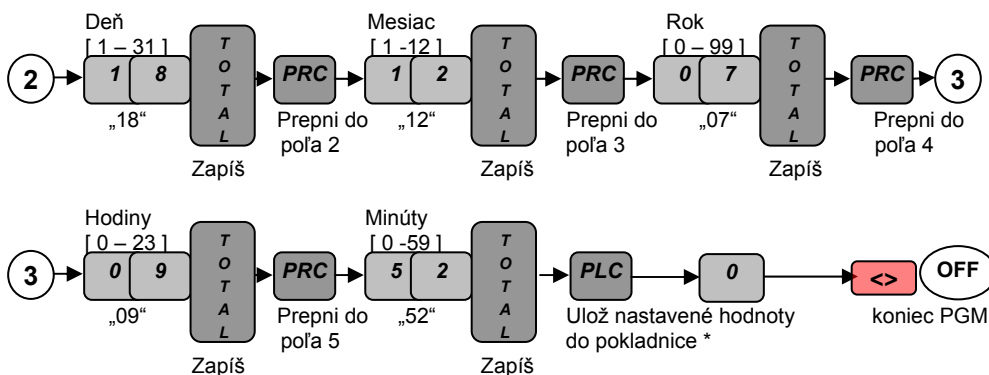 Deň Mesiac Rok
[ 1 – 31 ] [ 1 -12 ] [ 0 – 99 ]
2 1 8 TOTAL PRC 1 2 TOTAL PRC 0 7 TOTAL PRC 3
„18“ Prepni do „12“ Prepni do „07“ Prepni do
poľa 2 poľa 3 poľa 4
Zapíš Zapíš Zapíš
Hodiny Minúty
[ 0 – 23 ] [ 0 -59 ]
3 0 9 TOTAL PRC 5 2 TOTAL PLC 0 <> OFF
„09“ Prepni do „52“ Ulož nastavené hodnoty koniec PGM
poľa 5 do pokladnice *
Zapíš Zapíš